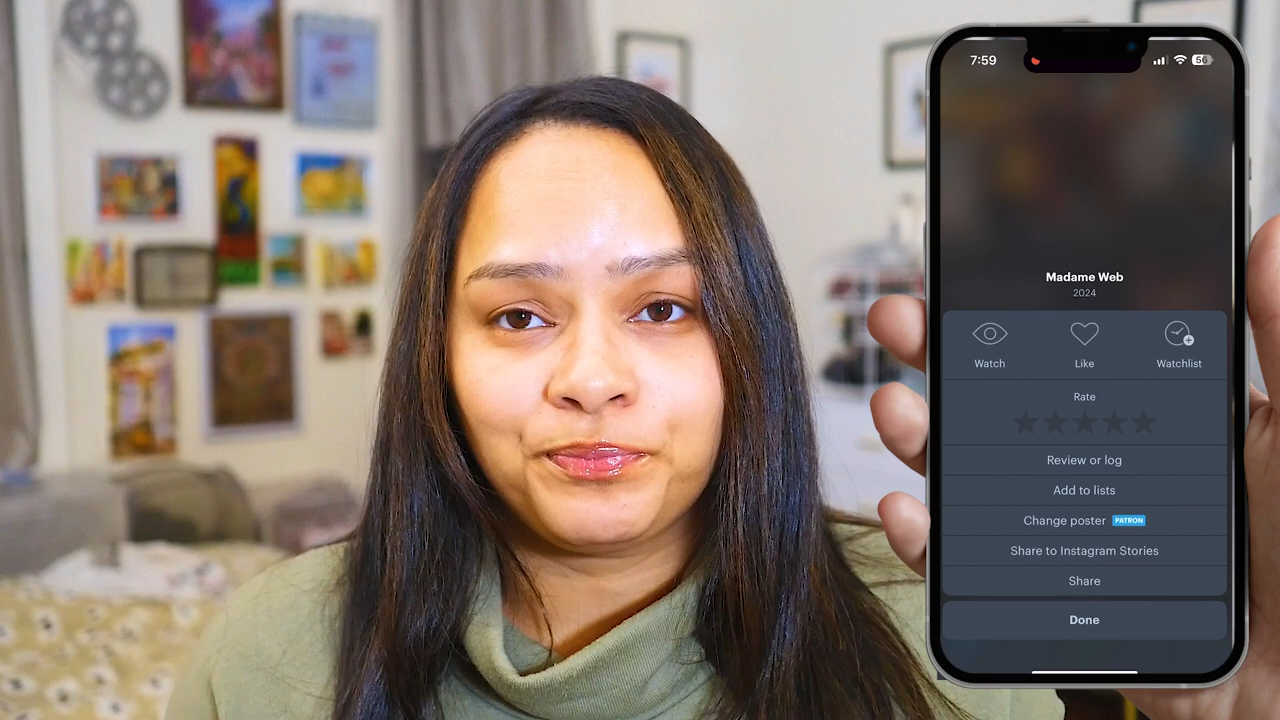 7:59
56
Madame Web
2024
Watch Like Watchlist
Rate
Review or log
Add to lists
Change poster PATRON
Share to Instagram Stories
Share
Done